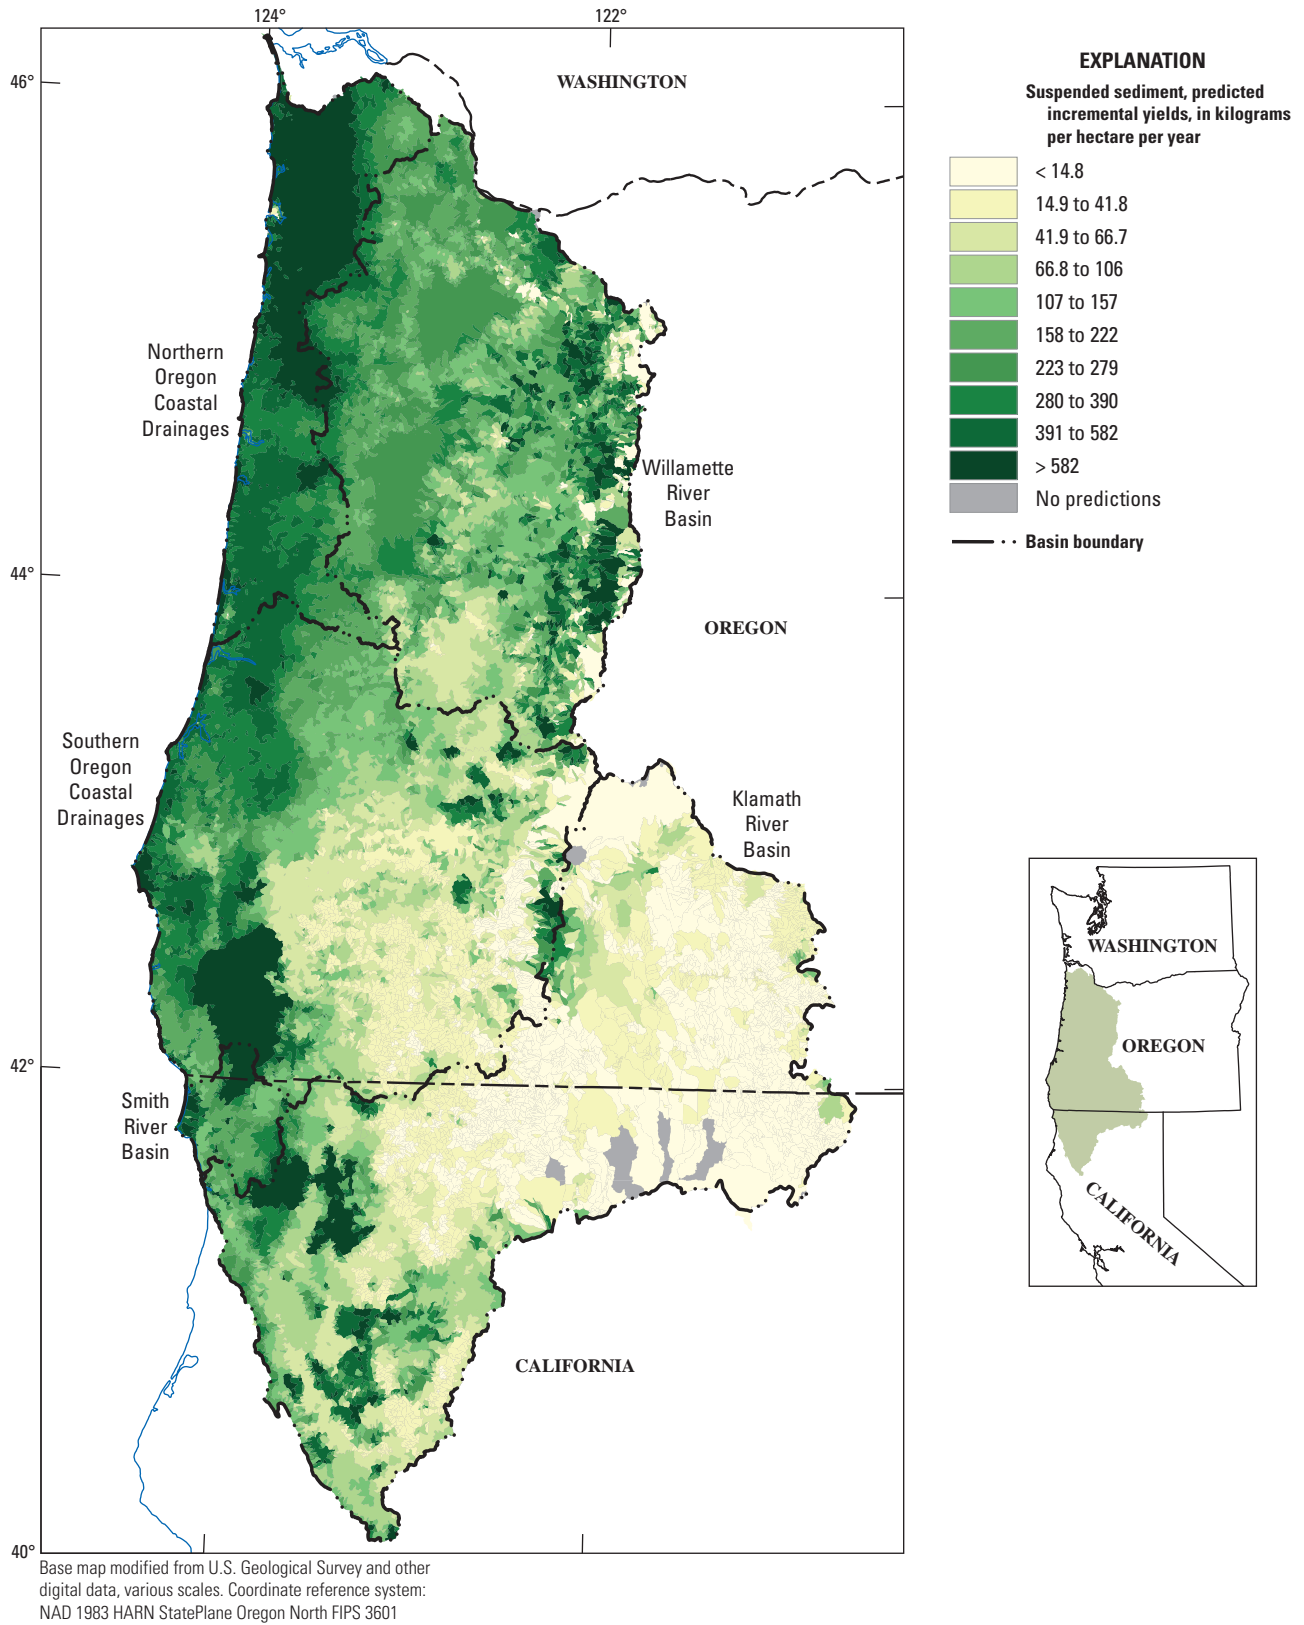 124°
122°
46°
44°
42°
40°
WASHINGTON
OREGON
CALIFORNIA
Northern
Oregon
Coastal
Drainages
Willamette
River
Basin
Southern
Oregon
Coastal
Drainages
Klamath
River
Basin
Smith
River
Basin
EXPLANATION
Suspended sediment, predicted
incremental yields, in kilograms
per hectare per year
< 14.8
14.9 to 41.8
41.9 to 66.7
66.8 to 106
107 to 157
158 to 222
223 to 279
280 to 390
391 to 582
> 582
No predictions
Basin boundary
WASHINGTON
OREGON
CALIFORNIA
Base map modified from U.S. Geological Survey and other
digital data, various scales. Coordinate reference system:
NAD 1983 HARN StatePlane Oregon North FIPS 3601